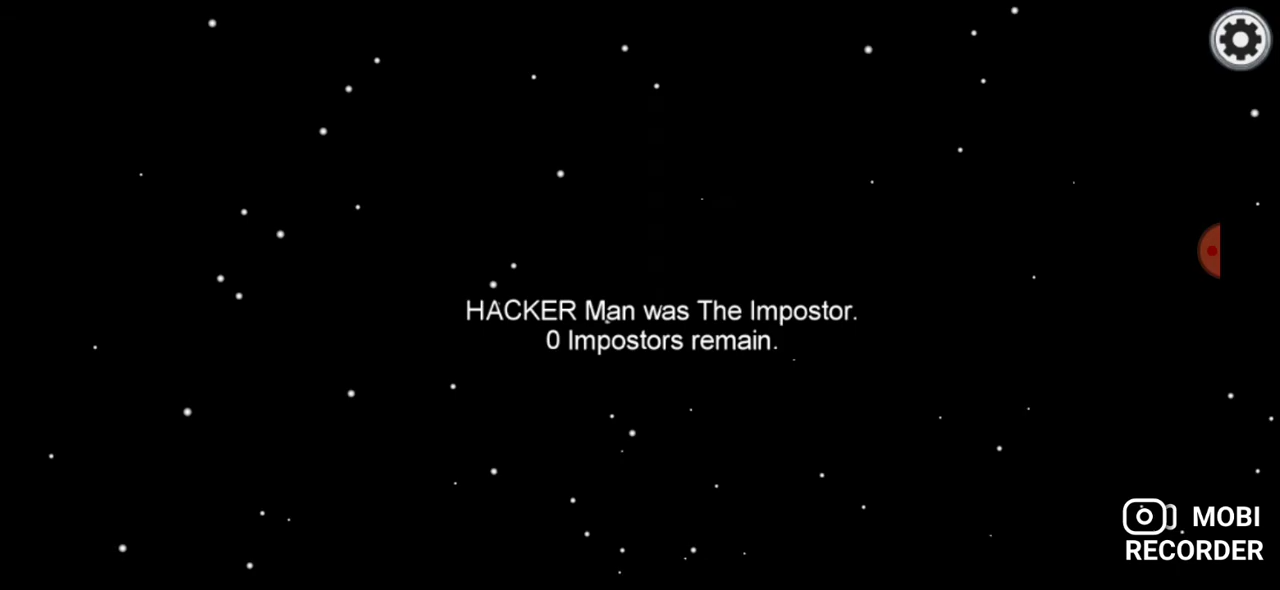 HACKER Man was The Impostor.
0 Impostors remain.
MOBI
RECORDER